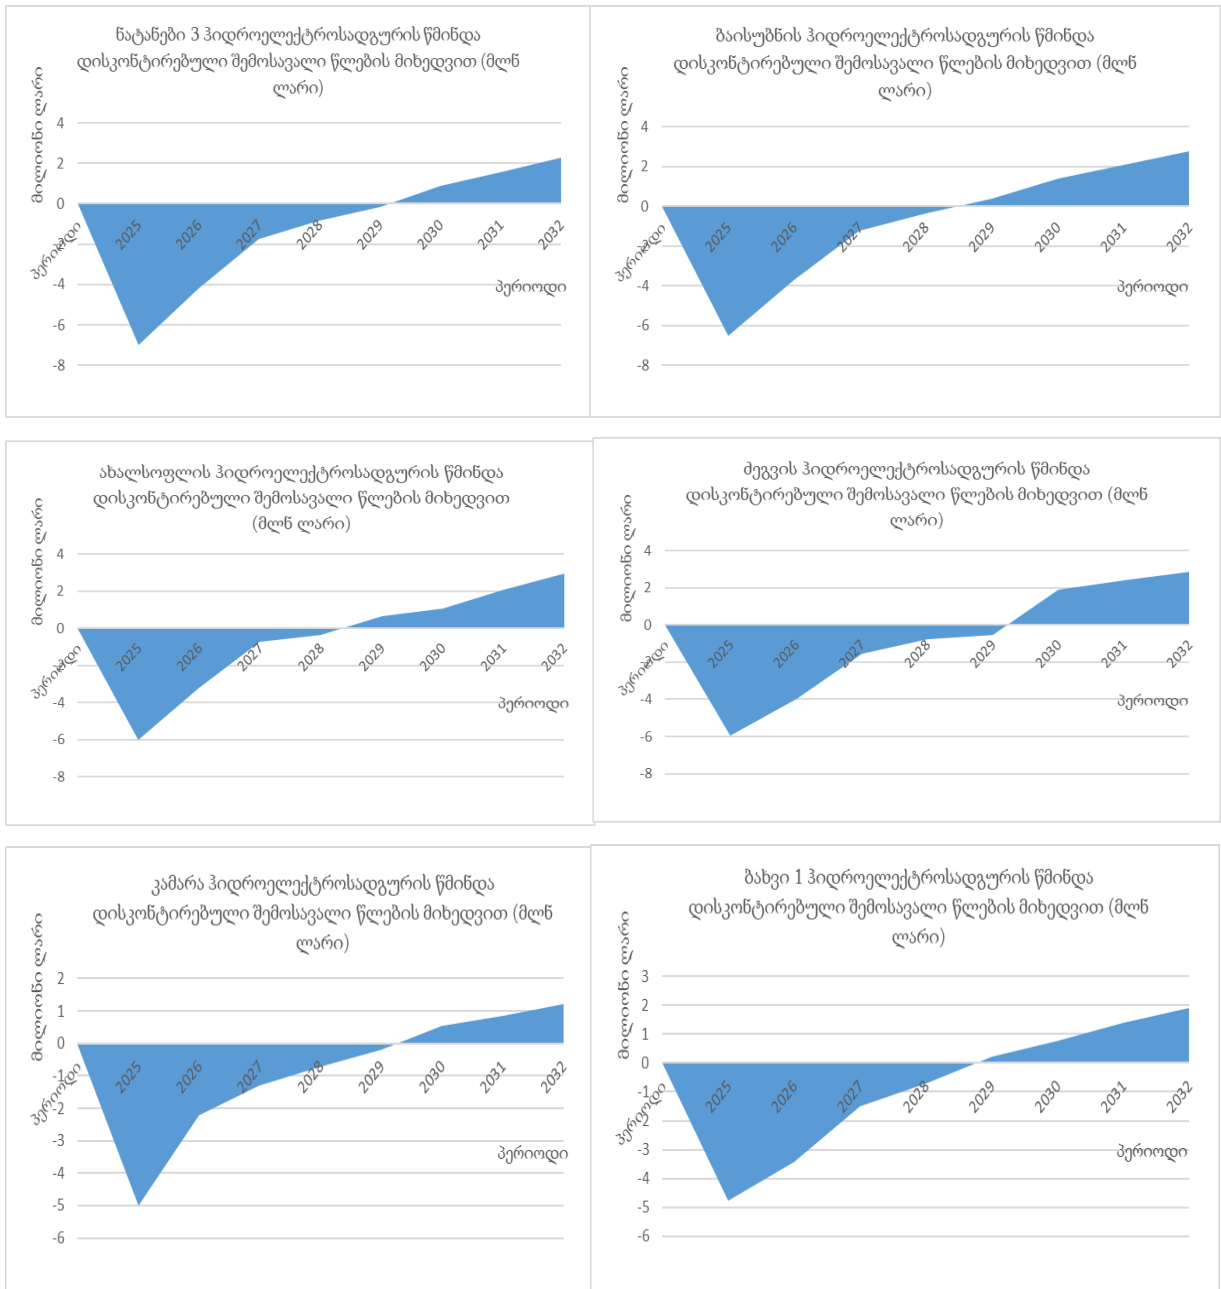 ნატანები 3 ჰიდროელექტროსადგურის წმინდა
დისკონტირებული შემოსავალი წლების მიხედვით (მლნ
ლარი)
მილიონი ლარი
4
2
0
-2
-4
-6
-8
პერიოდი
2025
2026
2027
2028
2029
2030
2031
2032
პერიოდი
ბაისუბნის ჰიდროელექტროსადგურის წმინდა
დისკონტირებული შემოსავალი წლების მიხედვით (მლნ
ლარი)
მილიონი ლარი
4
2
0
-2
-4
-6
-8
პერიოდი
2025
2026
2027
2028
2029
2030
2031
2032
პერიოდი
ახალსოფლის ჰიდროელექტროსადგურის წმინდა
დისკონტირებული შემოსავალი წლების მიხედვით
(მლნ ლარი)
მილიონი ლარი
4
2
0
-2
-4
-6
-8
პერიოდი
2025
2026
2027
2028
2029
2030
2031
2032
პერიოდი
ძეგვის ჰიდროელექტროსადგურის წმინდა
დისკონტირებული შემოსავალი წლების მიხედვით (მლნ
ლარი)
მილიონი ლარი
4
2
0
-2
-4
-6
-8
პერიოდი
2025
2026
2027
2028
2029
2030
2031
2032
პერიოდი
კამარა ჰიდროელექტროსადგურის წმინდა
დისკონტირებული შემოსავალი წლების მიხედვით (მლნ
ლარი)
მილიონი ლარი
2
1
0
-1
-2
-3
-4
-5
-6
პერიოდი
2025
2026
2027
2028
2029
2030
2031
2032
პერიოდი
ბახვი 1 ჰიდროელექტროსადგურის წმინდა
დისკონტირებული შემოსავალი წლების მიხედვით (მლნ
ლარი)
მილიონი ლარი
3
2
1
0
-1
-2
-3
-4
-5
-6
პერიოდი
2025
2026
2027
2028
2029
2030
2031
2032
პერიოდი